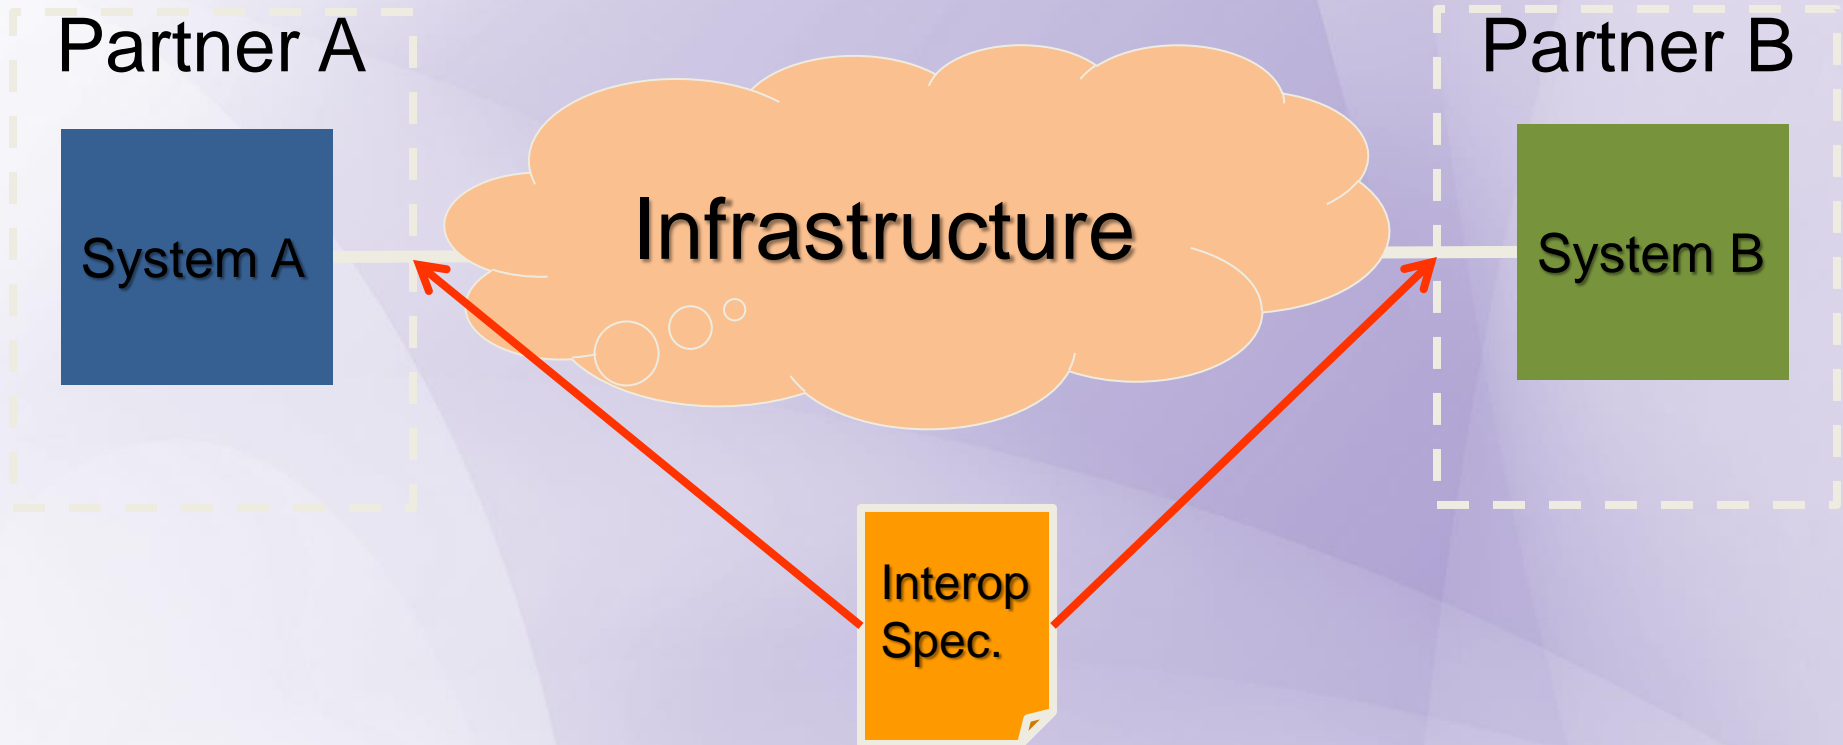 Partner A
Partner B
System A
Infrastructure
System B
Interop
Spec.